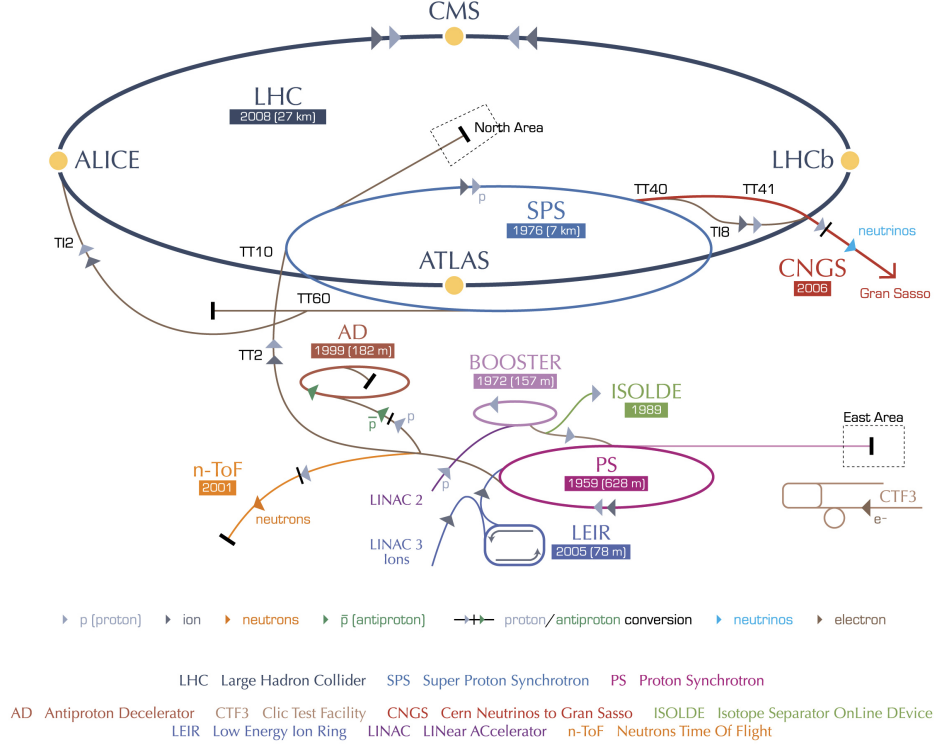 CMS
LHC
2008 (27 km)
North Area
ALICE
LHCb
TT40
TT41
p
SPS
1976 (7 km)
TI8
neutrinos
TI2
TT10
ATLAS
CNGS
2006
Gran Sasso
TT60
AD
1999 (182 m)
TT2
BOOSTER
1972 (157 m)
ISOLDE
1989
p
p̅
East Area
n-ToF
2001
PS
1959 (628 m)
p
LINAC 2
CTF3
e-
neutrons
LINAC 3
Ions
LEIR
2005 (78 m)
p (proton) ion neutrons p̅ (antiproton) proton/antiproton conversion neutrinos electron
LHC Large Hadron Collider SPS Super Proton Synchrotron PS Proton Synchrotron
AD Antiproton Decelerator CTF3 Clic Test Facility CNGS Cern Neutrinos to Gran Sasso ISOLDE Isotope Separator OnLine DEvice
LEIR Low Energy Ion Ring LINAC LINear ACcelerator n-ToF Neutrons Time Of Flight